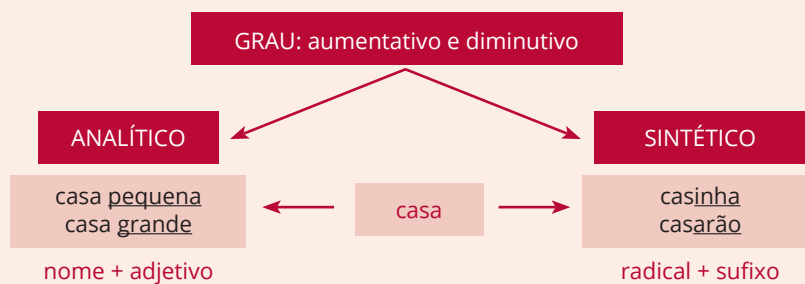 GRAU: aumentativo e diminutivo
ANALÍTICO
SINTÉTICO
casa pequena
casa grande
casa
casinha
casarão
nome + adjetivo
radical + sufixo